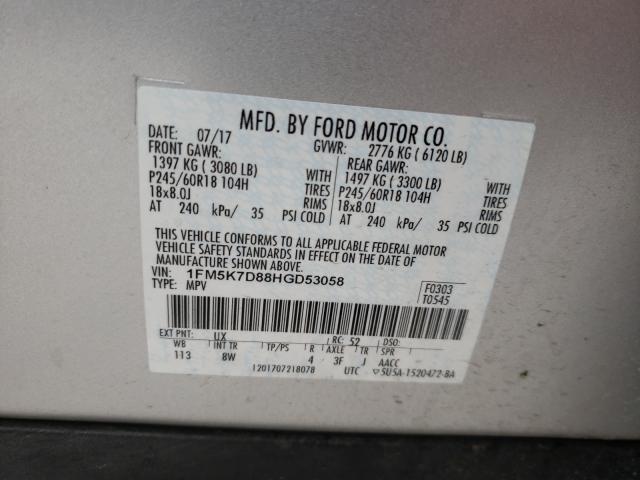 MFD. BY FORD MOTOR CO.
DATE: 07/17 GVWR: 2776 KG ( 6120 LB)
FRONT GAWR: REAR GAWR:
1397 KG ( 3080 LB) WITH 1497 KG ( 3300 LB) WITH
P245/60R18 104H TIRES P245/60R18 104H TIRES
18x8.0J RIMS 18x8.0J RIMS
AT 240 kPa/ 35 PSI COLD AT 240 kPa/ 35 PSI COLD
THIS VEHICLE CONFORMS TO ALL APPLICABLE FEDERAL MOTOR
VEHICLE SAFETY STANDARDS IN EFFECT ON THE DATE OF
MANUFACTURE SHOWN ABOVE.
VIN: 1FM5K7D88HGD53058 F0303
TYPE: MPV T0545
EXT PNT: UX RC: 52 DSO:
WB INT TR TP/PS R AXLE TR SPR
113 8W 4 3F J AACC
1201707218078 UTC 5U5A-1520472-BA